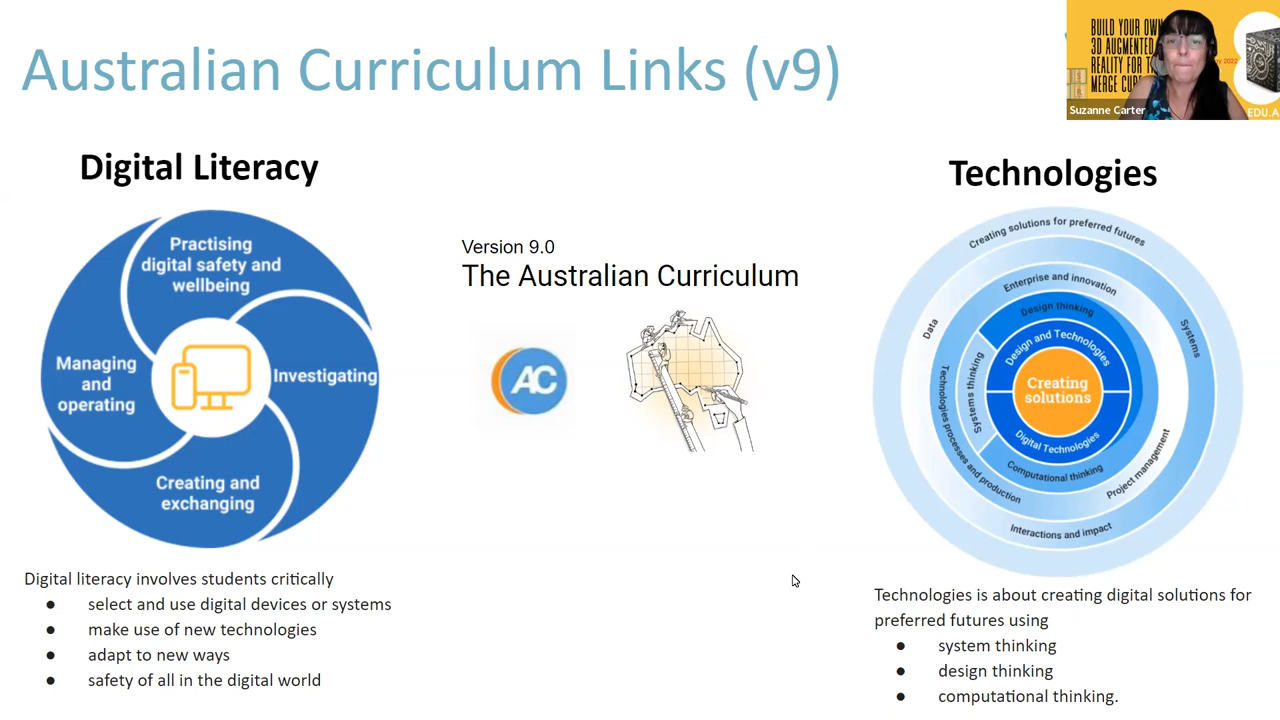 Australian Curriculum Links (v9)
BUILD YOUR OWN
3D AUGMENTED
REALITY FOR
MERGE
2022
Suzanne Carter
EDU.A
Digital Literacy
Practising
digital safety and
wellbeing
Investigating
Managing
and
operating
Creating and
exchanging
Digital literacy involves students critically
● select and use digital devices or systems
● make use of new technologies
● adapt to new ways
● safety of all in the digital world
Version 9.0
The Australian Curriculum
AC
Technologies
Creating solutions for preferred futures
Enterprise and innovation
Design thinking
Data
Systems
Design and Technologies
Systems thinking
Creating
solutions
Technologies processes and production
Digital Technologies
Computational thinking
Project management
Interactions and impact
Technologies is about creating digital solutions for
preferred futures using
● system thinking
● design thinking
● computational thinking.